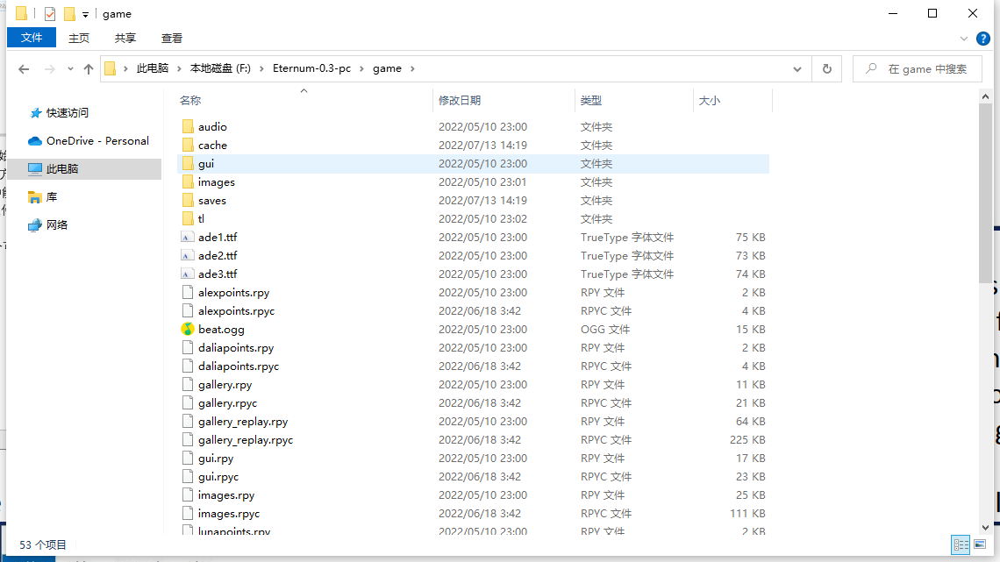 game
文件 主页 共享 查看
此电脑 本地磁盘 (F:) Eternum-0.3-pc game 在 game 中搜索
名称 修改日期 类型 大小
快速访问
OneDrive - Personal
此电脑
库
网络
audio 2022/05/10 23:00 文件夹
cache 2022/07/13 14:19 文件夹
gui 2022/05/10 23:00 文件夹
images 2022/05/10 23:01 文件夹
saves 2022/07/13 14:19 文件夹
tl 2022/05/10 23:02 文件夹
ade1.ttf 2022/05/10 23:00 TrueType 字体文件 75 KB
ade2.ttf 2022/05/10 23:00 TrueType 字体文件 73 KB
ade3.ttf 2022/05/10 23:00 TrueType 字体文件 74 KB
alexpoints.rpy 2022/05/10 23:00 RPY 文件 2 KB
alexpoints.rpyc 2022/06/18 3:42 RPYC 文件 4 KB
beat.ogg 2022/05/10 23:00 OGG 文件 15 KB
daliapoints.rpy 2022/05/10 23:00 RPY 文件 2 KB
daliapoints.rpyc 2022/06/18 3:42 RPYC 文件 4 KB
gallery.rpy 2022/05/10 23:00 RPY 文件 11 KB
gallery.rpyc 2022/06/18 3:42 RPYC 文件 21 KB
gallery_replay.rpy 2022/05/10 23:00 RPY 文件 64 KB
gallery_replay.rpyc 2022/06/18 3:42 RPYC 文件 225 KB
gui.rpy 2022/05/10 23:00 RPY 文件 17 KB
gui.rpyc 2022/06/18 3:42 RPYC 文件 23 KB
images.rpy 2022/05/10 23:00 RPY 文件 25 KB
images.rpyc 2022/06/18 3:42 RPYC 文件 111 KB
lunapoints.rpy 2022/05/10 23:00 RPY 文件 2 KB
53 个项目